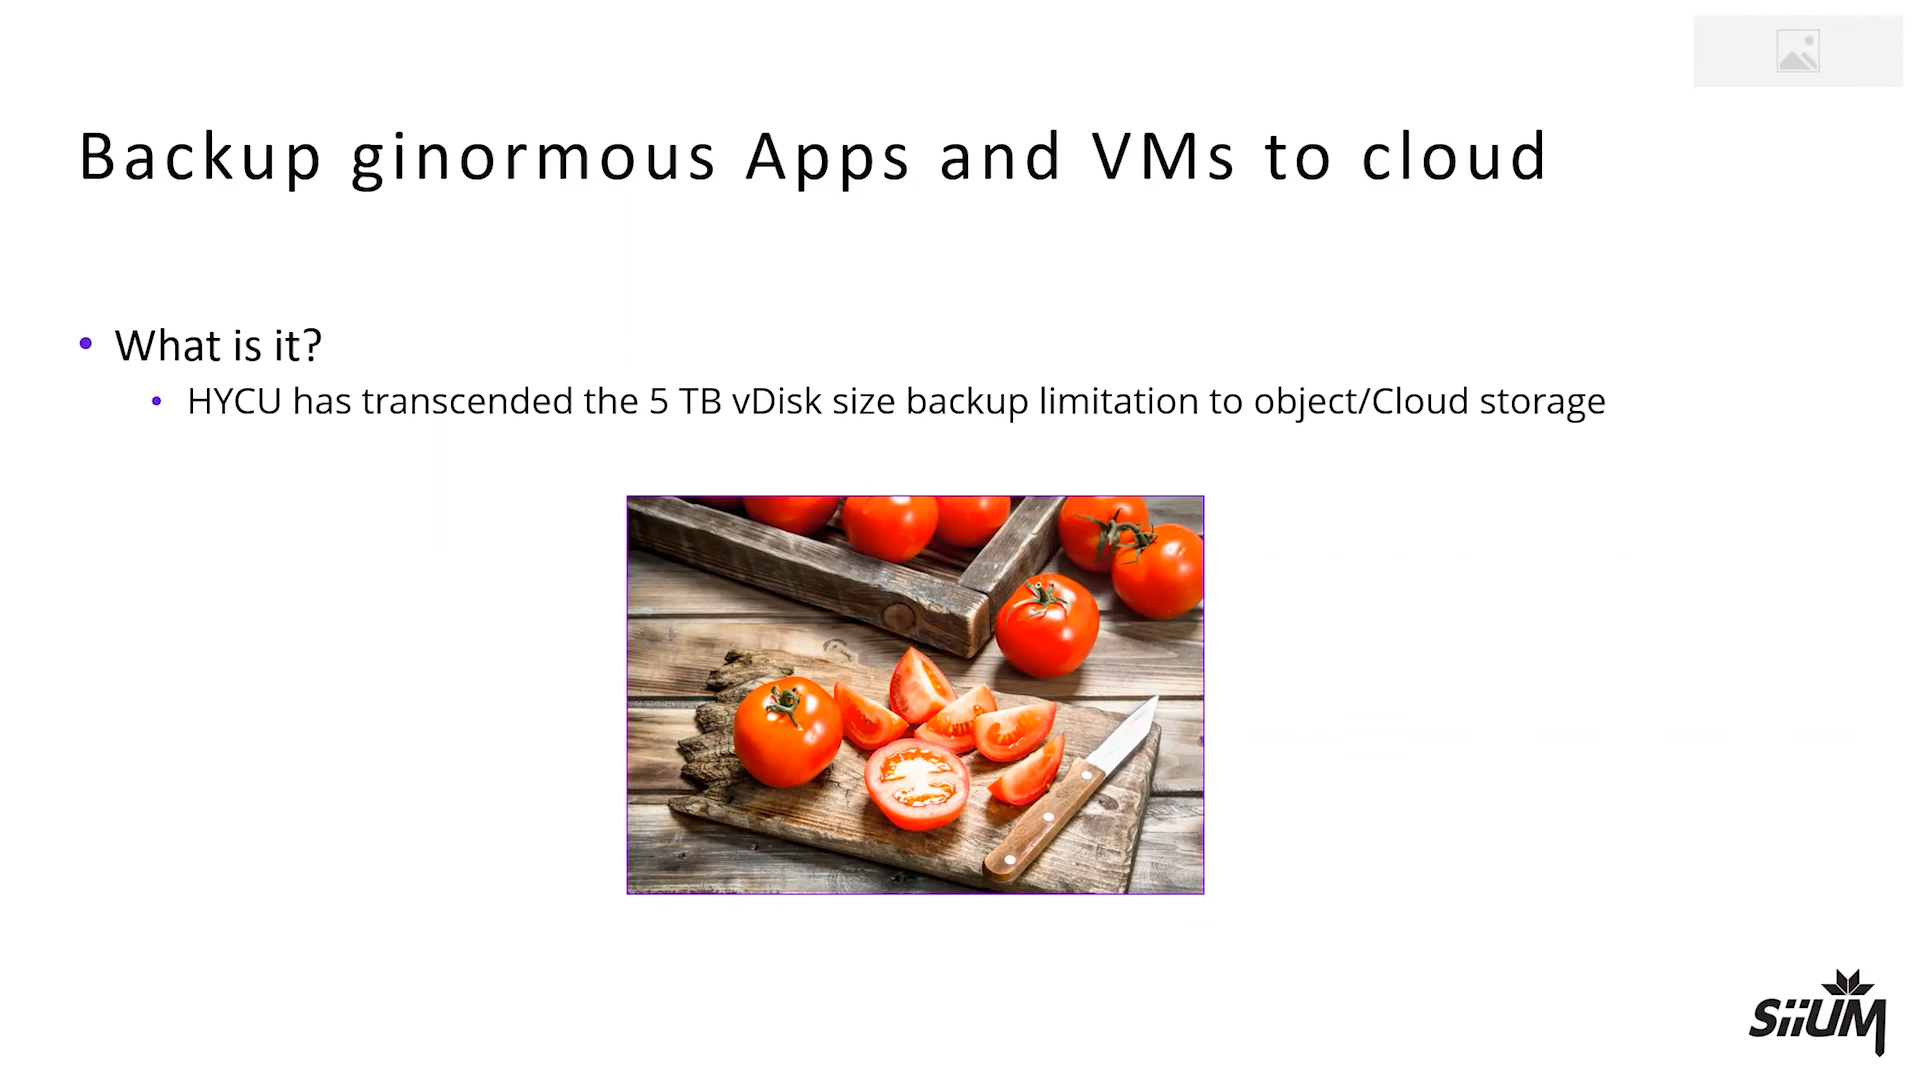 Backup ginormous Apps and VMs to cloud
• What is it?
• HYCU has transcended the 5 TB vDisk size backup limitation to object/Cloud storage
SiiUM